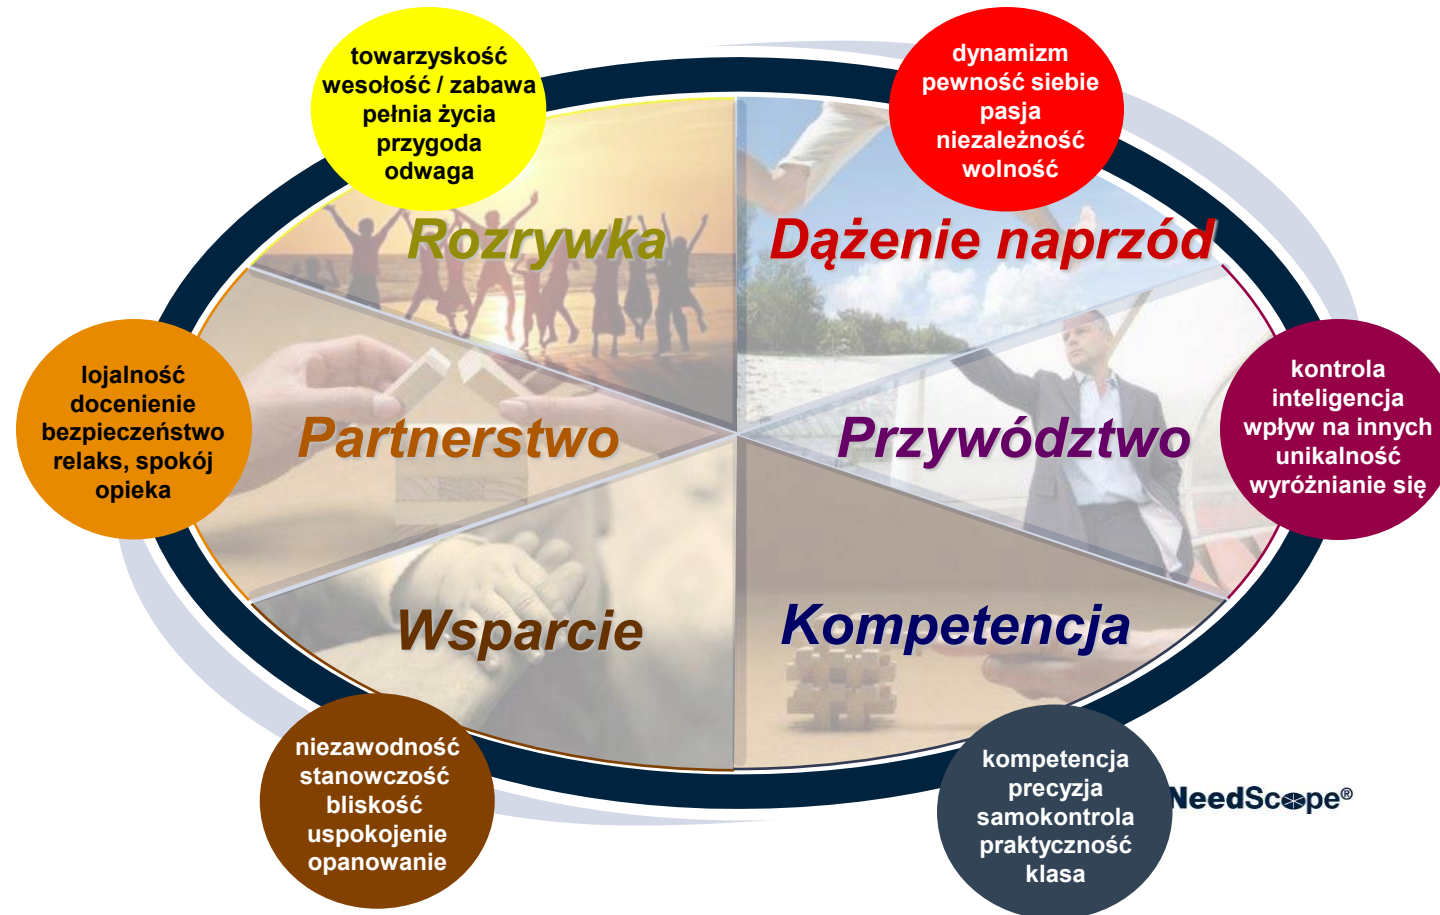 towarzyskość
wesołość / zabawa
pełnia życia
przygoda
odwaga
dynamizm
pewność siebie
pasja
niezależność
wolność
Rozrywka
Dążenie naprzód
lojalność
docenienie
bezpieczeństwo
relaks, spokój
opieka
Partnerstwo
Przywództwo
kontrola
inteligencja
wpływ na innych
unikalność
wyróżnianie się
Wsparcie
Kompetencja
niezawodność
stanowczość
bliskość
uspokojenie
opanowanie
kompetencja
precyzja
samokontrola
praktyczność
klasa
NeedScope®